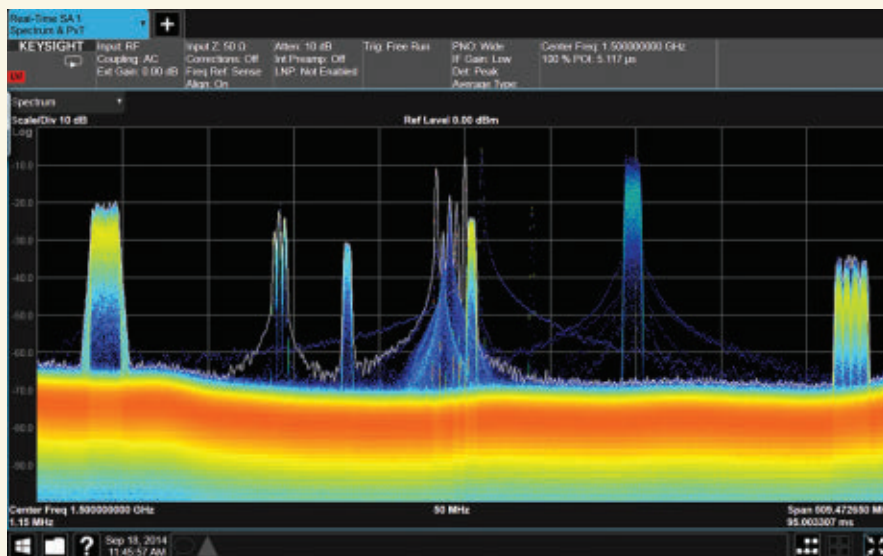 Real-Time SA 1
Spectrum & PvT
KEYSIGHT
Input: RF
Coupling: AC
Ext Gain: 0.00 dB
Input Z: 50 Ω
Corrections: Off
Freq Ref: Sense
Align: On
Atten: 10 dB
Int Preamp: Off
LNP: Not Enabled
Trig: Free Run
PNO: Wide
IF Gain: Low
Det: Peak
Average Type:
Center Freq: 1.500000000 GHz
100 % POI: 5.117 µs
Spectrum
Scale/Div 10 dB
Ref Level 0.00 dBm
Log
-10.0
-20.0
-30.0
-40.0
-50.0
-60.0
-70.0
-80.0
-90.0
Center Freq 1.500000000 GHz
50 MHz
1.15 MHz
95.003307 ms
?
Sep 18, 2014
11:45:57 AM